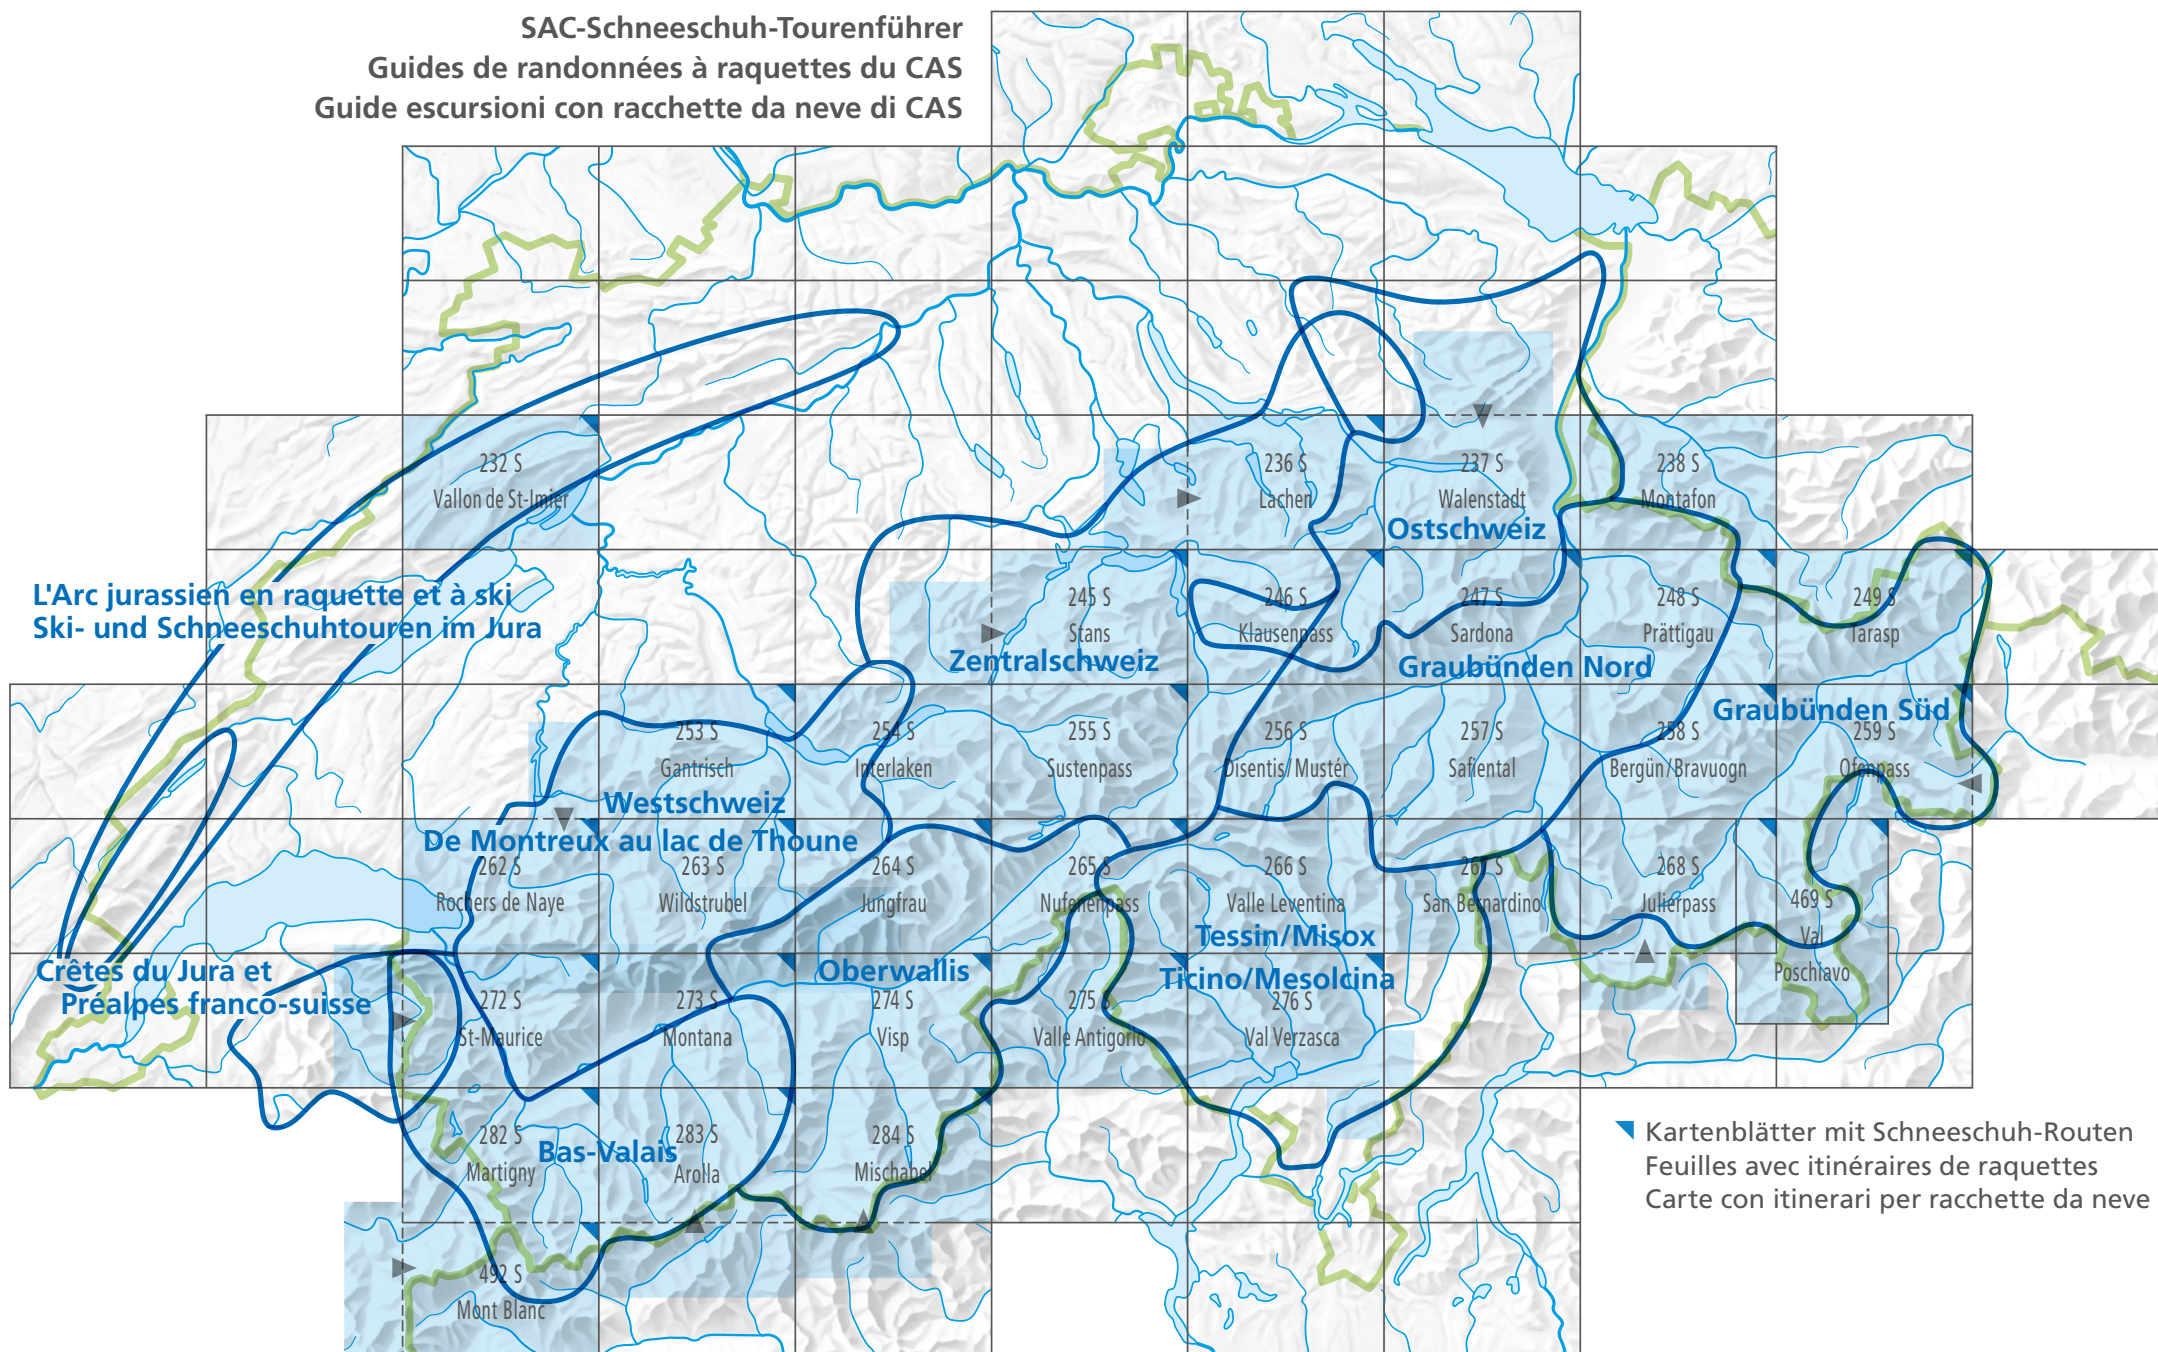 SAC-Schneeschuh-Tourenführer
Guides de randonnées à raquettes du CAS
Guide escursioni con racchette da neve di CAS
232 S
Vallon de St-Imier
236 S
Lachen
237 S
Walenstadt
238 S
Montafon
Ostschweiz
L'Arc jurassien en raquette et à ski
Ski- und Schneeschuhtouren im Jura
245 S
Stans
246 S
Klausenpass
247 S
Sardona
248 S
Prättigau
249 S
Tarasp
Zentralschweiz
Graubünden Nord
Graubünden Süd
253 S
Gantrisch
254 S
Interlaken
255 S
Sustenpass
256 S
Disentis/Mustér
257 S
Safiental
258 S
Bergün/Bravuogn
259 S
Ofenpass
Westschweiz
De Montreux au lac de Thoune
262 S
Rochers de Naye
263 S
Wildstrubel
264 S
Jungfrau
265 S
Nufenenpass
266 S
Valle Leventina
267 S
San Bernardino
268 S
Julierpass
469 S
Val
Poschiavo
Tessin/Misox
Ticino/Mesolcina
Oberwallis
Crêtes du Jura et
Préalpes franco-suisse
272 S
St-Maurice
273 S
Montana
274 S
Visp
275 S
Valle Antigorio
276 S
Val Verzasca
282 S
Martigny
283 S
Arolla
284 S
Mischabel
Bas-Valais
492 S
Mont Blanc
Kartenblätter mit Schneeschuh-Routen
Feuilles avec itinéraires de raquettes
Carte con itinerari per racchette da neve